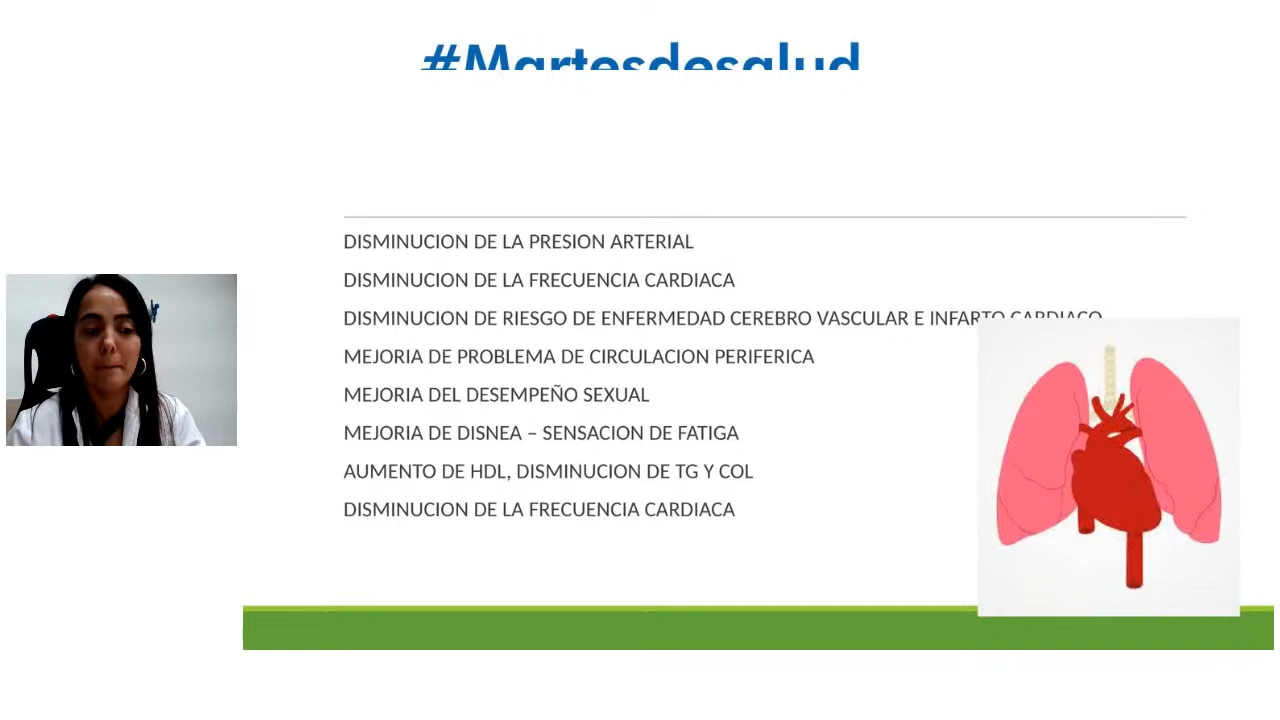 #Martesdesalud
DISMINUCION DE LA PRESION ARTERIAL
DISMINUCION DE LA FRECUENCIA CARDIACA
DISMINUCION DE RIESGO DE ENFERMEDAD CEREBRO VASCULAR E INFARTO CARDIACO
MEJORIA DE PROBLEMA DE CIRCULACION PERIFERICA
MEJORIA DEL DESEMPEÑO SEXUAL
MEJORIA DE DISNEA – SENSACION DE FATIGA
AUMENTO DE HDL, DISMINUCION DE TG Y COL
DISMINUCION DE LA FRECUENCIA CARDIACA